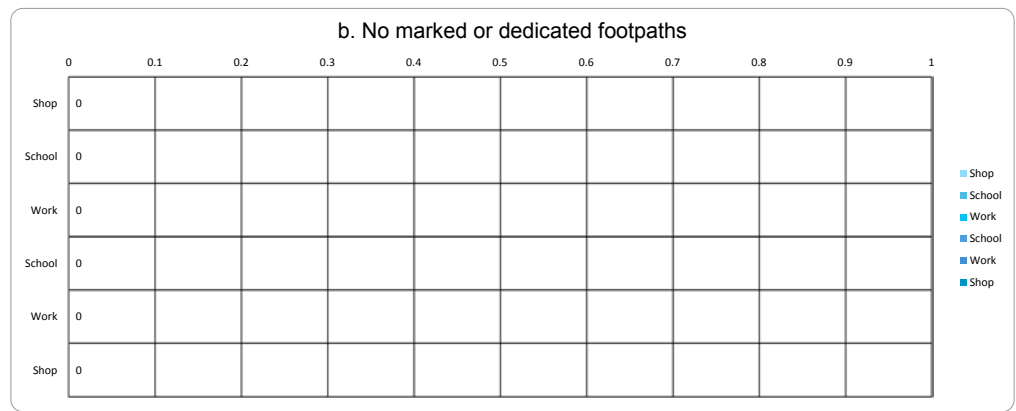 b. No marked or dedicated footpaths
0 0.1 0.2 0.3 0.4 0.5 0.6 0.7 0.8 0.9 1
Shop 0
School 0
Work 0
School 0
Work 0
Shop 0
Shop
School
Work
School
Work
Shop